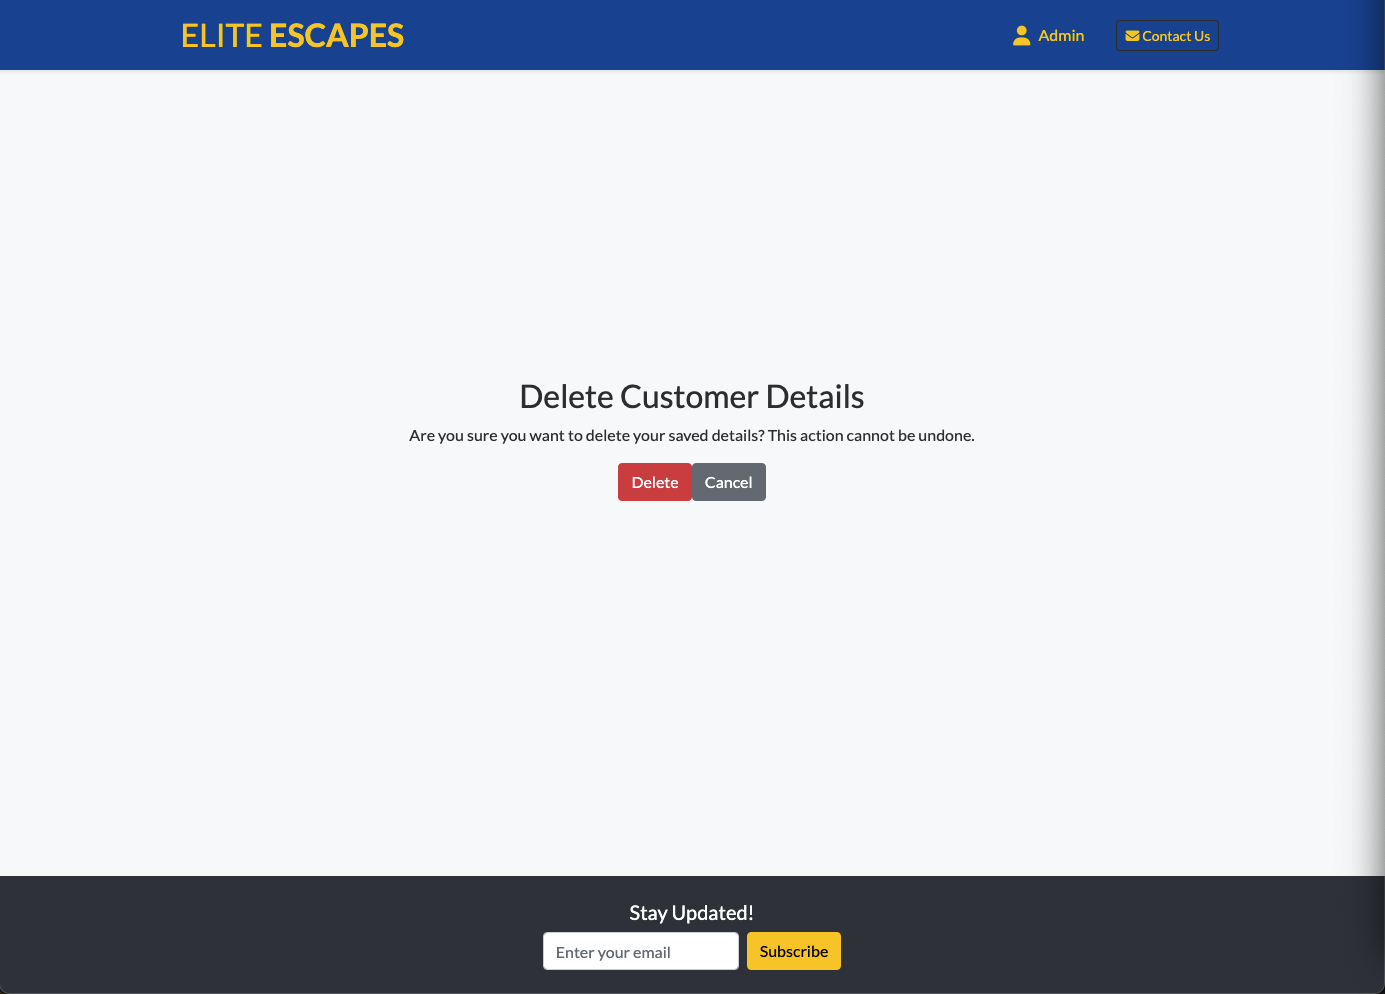 ELITE ESCAPES
Admin
Contact Us
Delete Customer Details
Are you sure you want to delete your saved details? This action cannot be undone.
Delete
Cancel
Stay Updated!
Enter your email
Subscribe